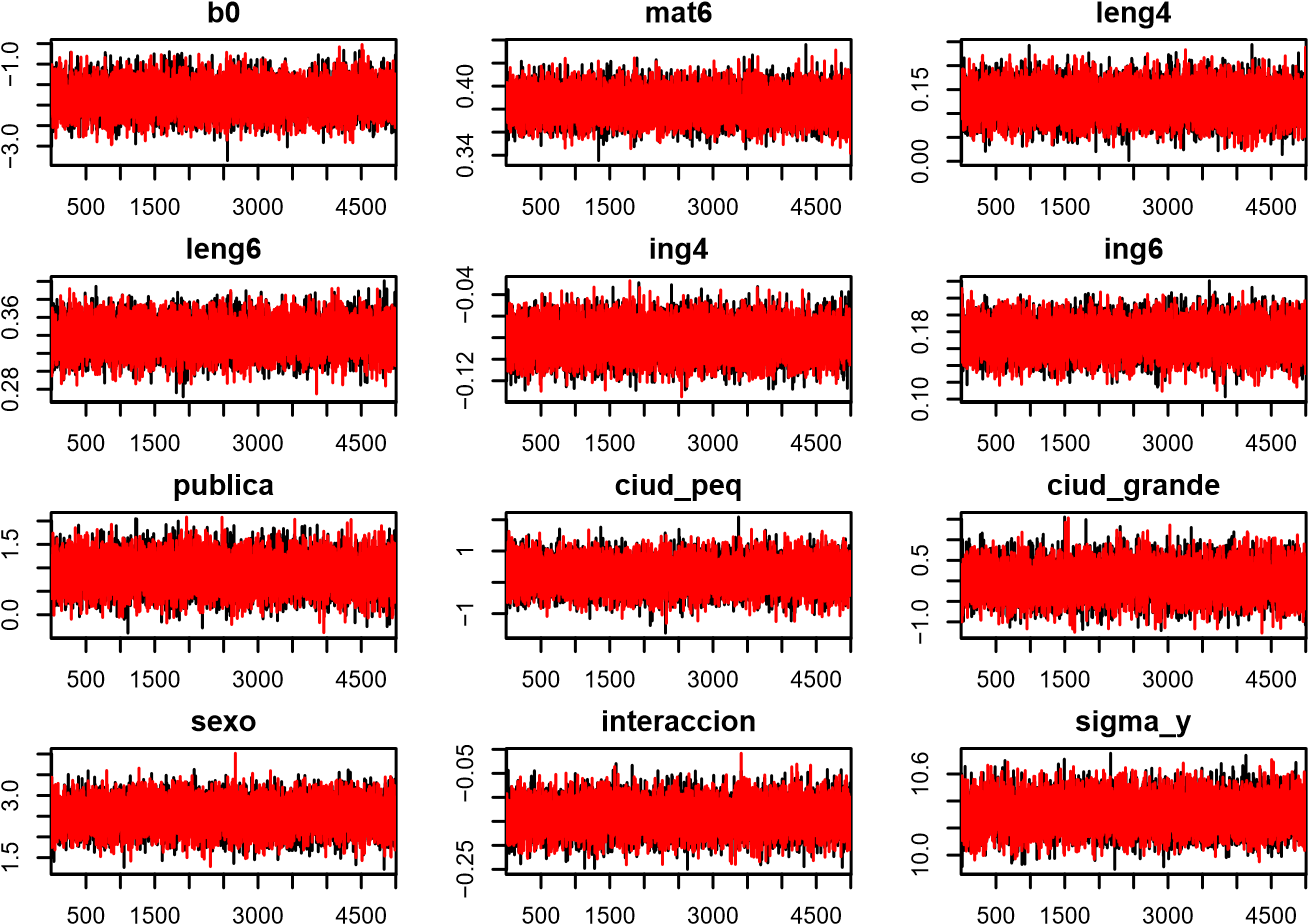 b0 mat6 leng4
−1.0 −3.0 0.40 0.34 0.15 0.00
500 1500 3000 4500 500 1500 3000 4500 500 1500 3000 4500
leng6 ing4 ing6
0.36 0.28 −0.04 −0.12 0.18 0.10
500 1500 3000 4500 500 1500 3000 4500 500 1500 3000 4500
publica ciud_peq ciud_grande
1.5 0.0 1 −1 0.5 −1.0
500 1500 3000 4500 500 1500 3000 4500 500 1500 3000 4500
sexo interaccion sigma_y
3.0 1.5 −0.05 −0.25 10.6 10.0
500 1500 3000 4500 500 1500 3000 4500 500 1500 3000 4500